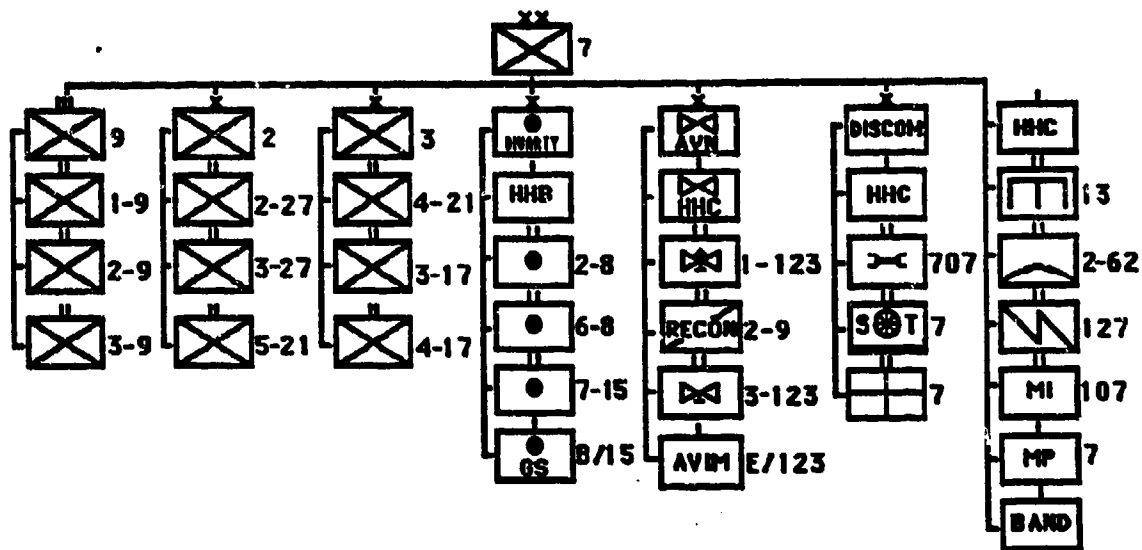 XX
7
III
9
X
2
X
3
X
DIVARTY
X
AVN
X
DISCOM
HHC
1-9
2-27
4-21
HHB
HHC
HHC
13
2-9
3-27
3-17
2-8
1-123
707
2-62
3-9
5-21
4-17
6-8
RECON
2-9
S T
7
127
7-15
3-123
7
MI
107
GS
B/15
AVIM
E/123
MP
7
BAND